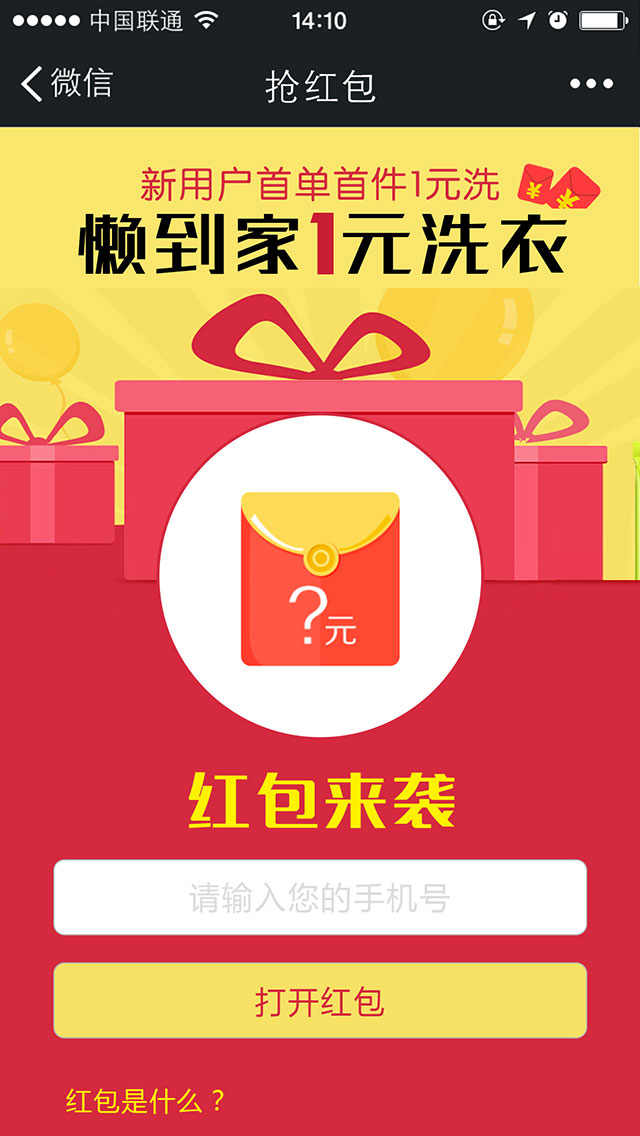 中国联通
14:10
微信
抢红包
新用户首单首件1元洗
懒到家1元洗衣
?元
红包来袭
请输入您的手机号
打开红包
红包是什么？